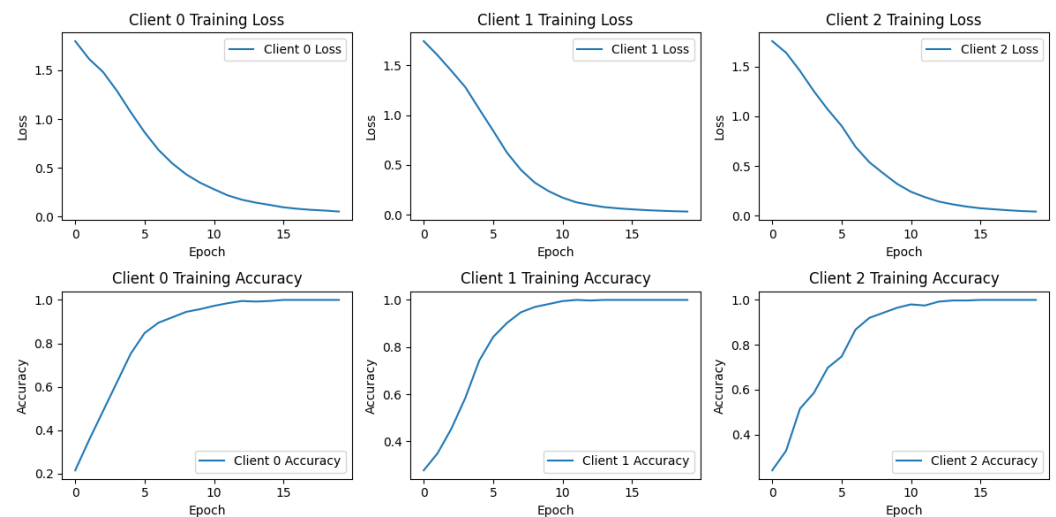 Client 0 Training Loss
Client 1 Training Loss
Client 2 Training Loss
Client 0 Loss
Client 1 Loss
Client 2 Loss
Loss
1.5
1.0
0.5
0.0
Loss
1.5
1.0
0.5
0.0
Loss
1.5
1.0
0.5
0.0
0 5 10 15
0 5 10 15
0 5 10 15
Epoch
Epoch
Epoch
Client 0 Training Accuracy
Client 1 Training Accuracy
Client 2 Training Accuracy
Accuracy
1.0
0.8
0.6
0.4
0.2
Accuracy
1.0
0.8
0.6
0.4
Accuracy
1.0
0.8
0.6
0.4
Client 0 Accuracy
Client 1 Accuracy
Client 2 Accuracy
0 5 10 15
0 5 10 15
0 5 10 15
Epoch
Epoch
Epoch